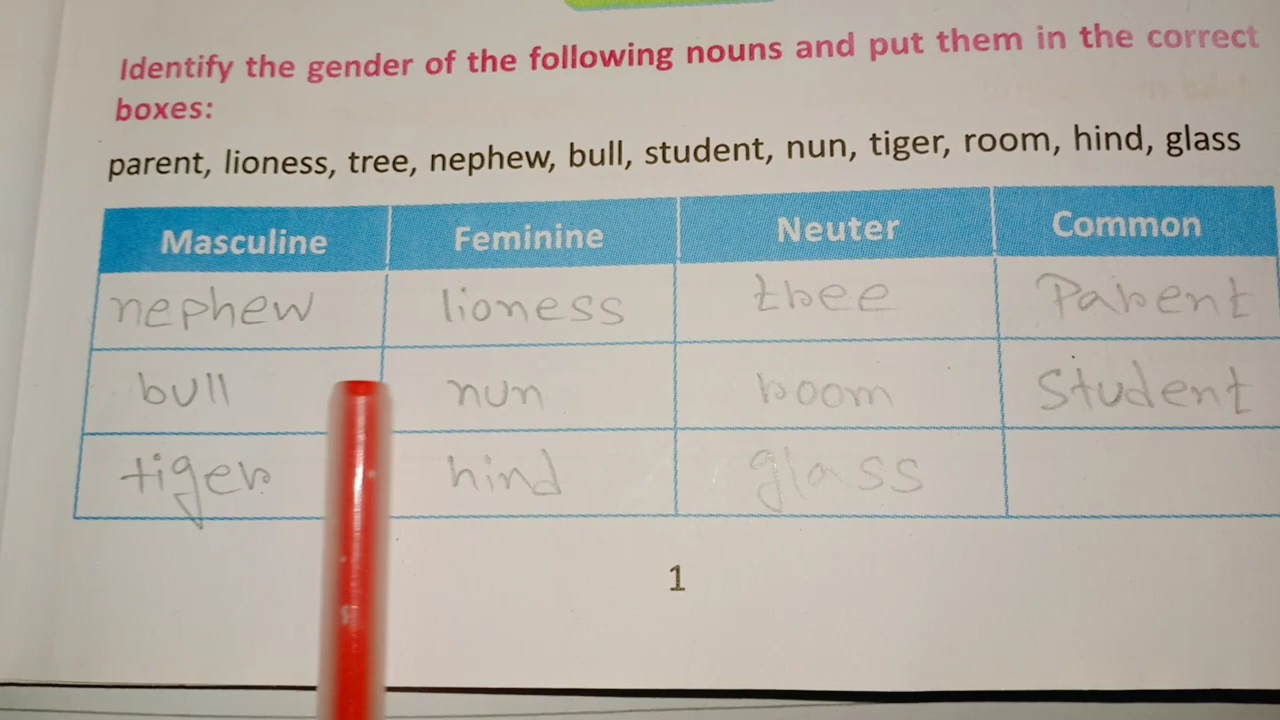 Identify the gender of the following nouns and put them in the correct
boxes:
parent, lioness, tree, nephew, bull, student, nun, tiger, room, hind, glass
Masculine Feminine Neuter Common
nephew lioness tree Parent
bull nun room Student
tiger hind glass
1